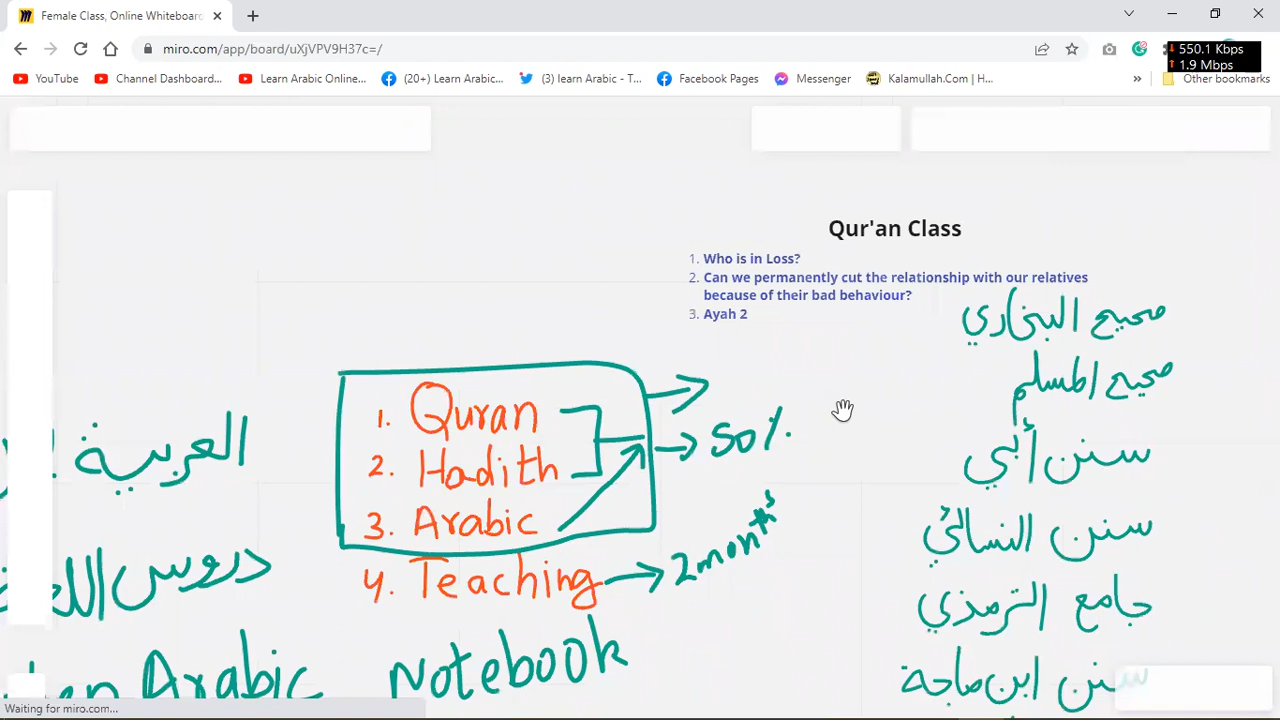 Female Class, Online Whiteboard
miro.com/app/board/uXjVPV9H37c=/
550.1 Kbps
1.9 Mbps
YouTube
Channel Dashboard...
Learn Arabic Online...
(20+) Learn Arabic...
(3) learn Arabic - T...
Facebook Pages
Messenger
Kalamullah.Com | H...
»
Other bookmarks
Qur'an Class
1. Who is in Loss?
2. Can we permanently cut the relationship with our relatives
because of their bad behaviour?
3. Ayah 2
صحيح البخاري
صحيح المسلم
سنن أبي
سنن النسائي
جامع الترمذي
سنن ابن ماجة
1. Quran
2. Hadith
3. Arabic
50%.
4. Teaching
2 months
العربية
دروس
Arabic Notebook
Waiting for miro.com...